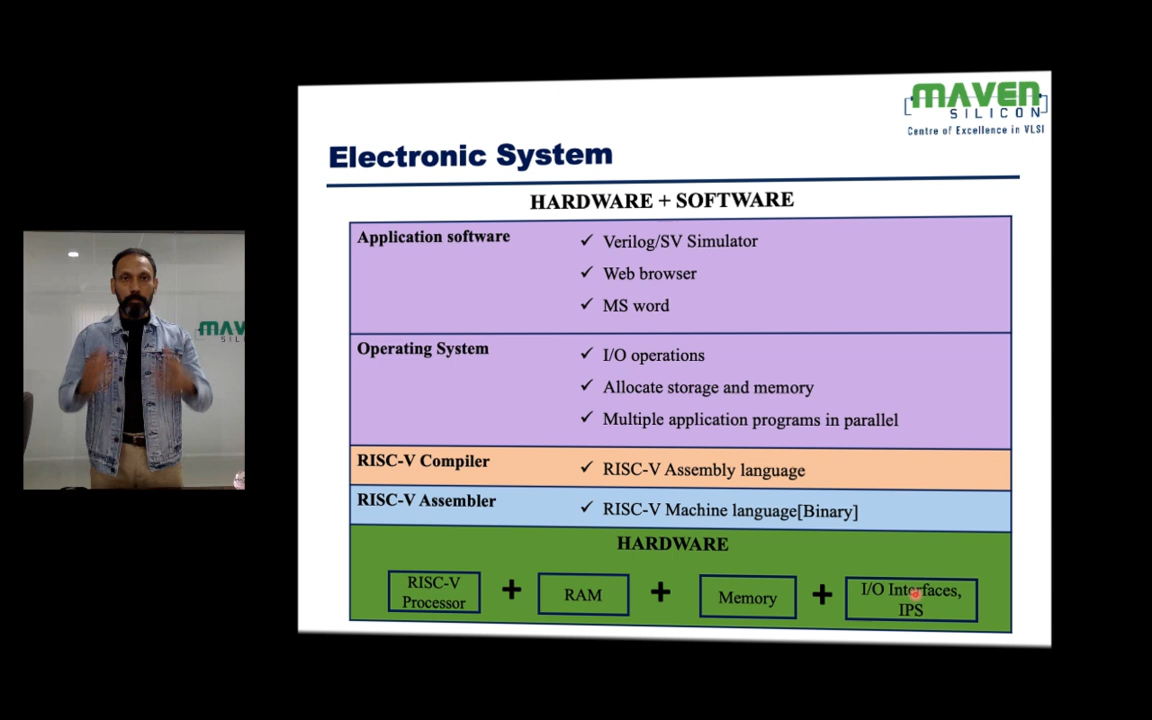 MAVEN
SILICON
Centre of Excellence in VLSI
Electronic System
HARDWARE + SOFTWARE
Application software
✓ Verilog/SV Simulator
✓ Web browser
✓ MS word
Operating System
✓ I/O operations
✓ Allocate storage and memory
✓ Multiple application programs in parallel
RISC-V Compiler
✓ RISC-V Assembly language
RISC-V Assembler
✓ RISC-V Machine language[Binary]
HARDWARE
RISC-V
Processor
+
RAM
+
Memory
+
I/O Interfaces,
IPS
MAV
SIL